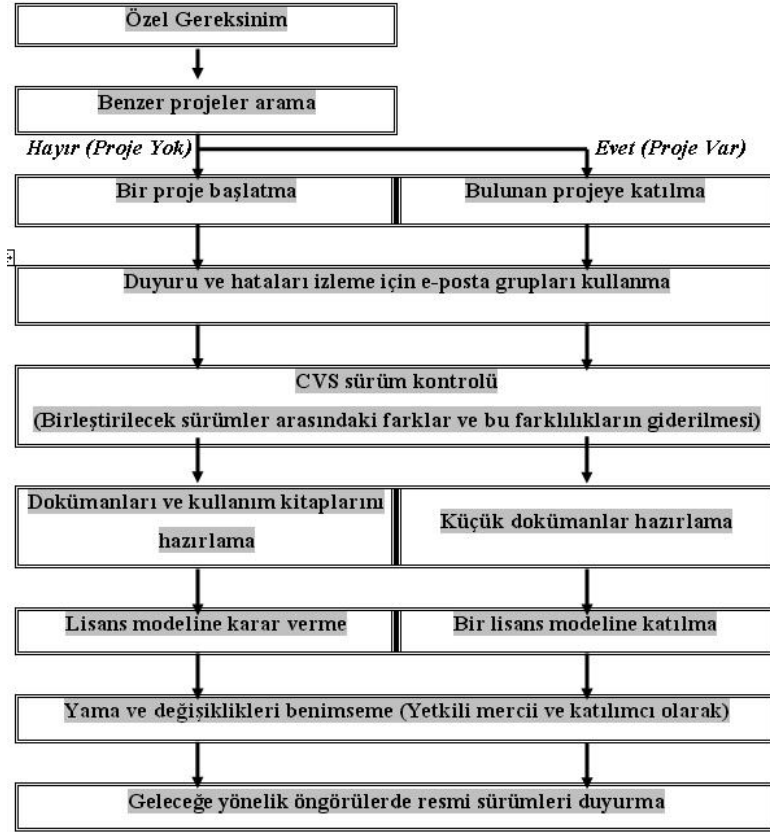 Özel Gereksinim
Benzer projeler arama
Hayır (Proje Yok)
Evet (Proje Var)
Bir proje başlatma
Bulunan projeye katılma
Duyuru ve hataları izleme için e-posta grupları kullanma
CVS sürüm kontrolü
(Birleştirilecek sürümler arasındaki farklar ve bu farklılıkların giderilmesi)
Dokümanları ve kullanım kitaplarını
hazırlama
Küçük dokümanlar hazırlama
Lisans modeline karar verme
Bir lisans modeline katılma
Yama ve değişiklikleri benimseme (Yetkili mercii ve katılımcı olarak)
Geleceğe yönelik öngörülerde resmi sürümleri duyurma